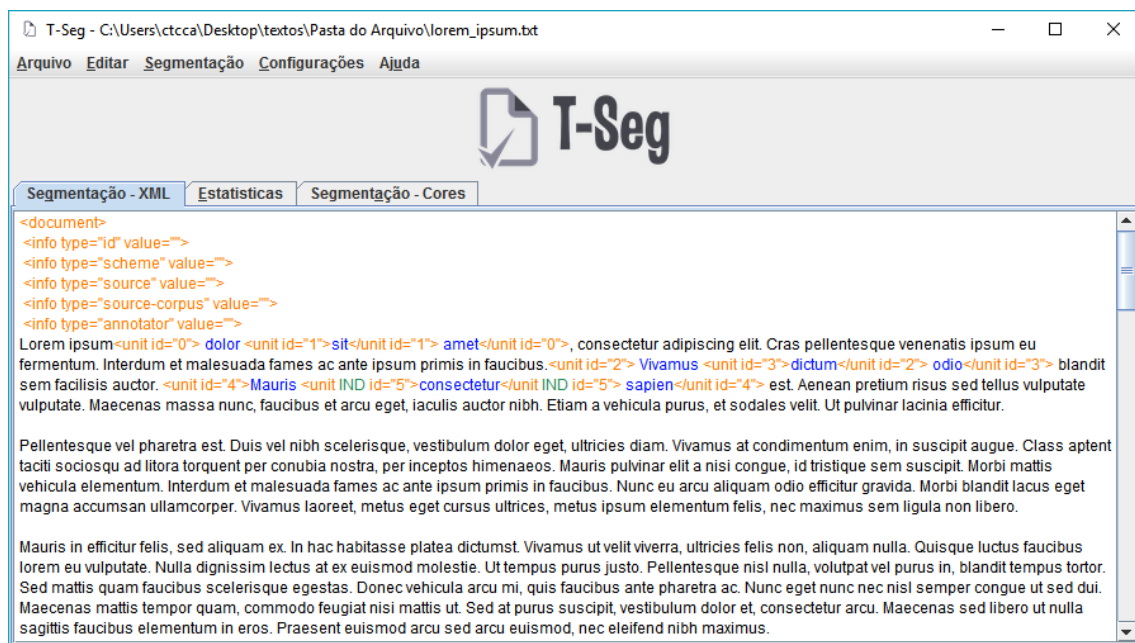 T-Seg - C:\Users\ctcca\Desktop\textos\Pasta do Arquivo\lorem_ipsum.txt
Arquivo Editar Segmentação Configurações Ajuda
T-Seg
Segmentação - XML Estatisticas Segmentação - Cores
<document>
<info type="id" value="">
<info type="scheme" value="">
<info type="source" value="">
<info type="source-corpus" value="">
<info type="annotator" value="">
Lorem ipsum<unit id="0"> dolor <unit id="1">sit</unit id="1"> amet</unit id="0">, consectetur adipiscing elit. Cras pellentesque venenatis ipsum eu
fermentum. Interdum et malesuada fames ac ante ipsum primis in faucibus.<unit id="2"> Vivamus <unit id="3">dictum</unit id="2"> odio</unit id="3"> blandit
sem facilisis auctor. <unit id="4">Mauris <unit IND id="5">consectetur</unit IND id="5"> sapien</unit id="4"> est. Aenean pretium risus sed tellus vulputate
vulputate. Maecenas massa nunc, faucibus et arcu eget, iaculis auctor nibh. Etiam a vehicula purus, et sodales velit. Ut pulvinar lacinia efficitur.
Pellentesque vel pharetra est. Duis vel nibh scelerisque, vestibulum dolor eget, ultricies diam. Vivamus at condimentum enim, in suscipit augue. Class aptent
taciti sociosqu ad litora torquent per conubia nostra, per inceptos himenaeos. Mauris pulvinar elit a nisi congue, id tristique sem suscipit. Morbi mattis
vehicula elementum. Interdum et malesuada fames ac ante ipsum primis in faucibus. Nunc eu arcu aliquam odio efficitur gravida. Morbi blandit lacus eget
magna accumsan ullamcorper. Vivamus laoreet, metus eget cursus ultrices, metus ipsum elementum felis, nec maximus sem ligula non libero.
Mauris in efficitur felis, sed aliquam ex. In hac habitasse platea dictumst. Vivamus ut velit viverra, ultricies felis non, aliquam nulla. Quisque luctus faucibus
lorem eu vulputate. Nulla dignissim lectus at ex euismod molestie. Ut tempus purus justo. Pellentesque nisl nulla, volutpat vel purus in, blandit tempus tortor.
Sed mattis quam faucibus scelerisque egestas. Donec vehicula arcu mi, quis faucibus ante pharetra ac. Nunc eget nunc nec nisl semper congue ut sed dui.
Maecenas mattis tempor quam, commodo feugiat nisi mattis ut. Sed at purus suscipit, vestibulum dolor et, consectetur arcu. Maecenas sed libero ut nulla
sagittis faucibus elementum in eros. Praesent euismod arcu sed arcu euismod, nec eleifend nibh maximus.